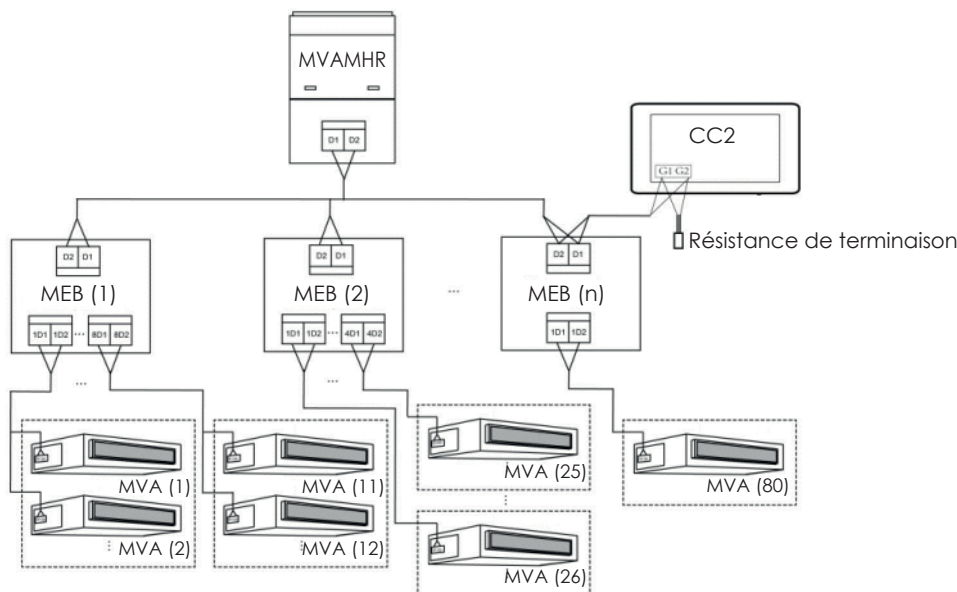 MVAMHR
D1 D2
CC2
G1 G2
Résistance de terminaison
D2 D1
MEB (1)
1D1 1D2 ... 8D1 8D2
...
D2 D1
MEB (2)
1D1 1D2 ... 4D1 4D2
...
...
D2 D1
MEB (n)
1D1 1D2
MVA (1)
MVA (2)
MVA (11)
MVA (12)
MVA (25)
MVA (26)
MVA (80)